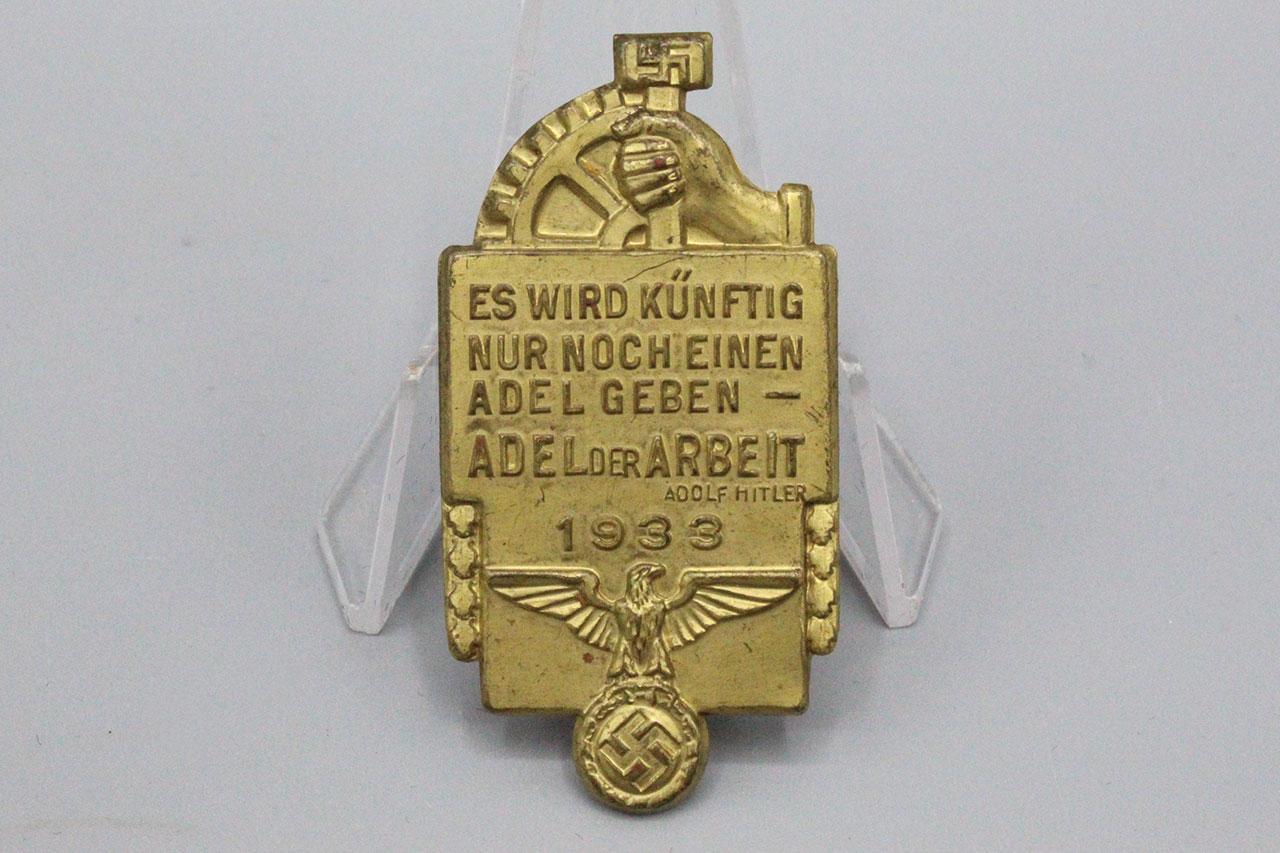 ES WIRD KÜNFTIG
NUR NOCH EINEN
ADEL GEBEN —
ADEL DER ARBEIT
ADOLF HITLER
1933